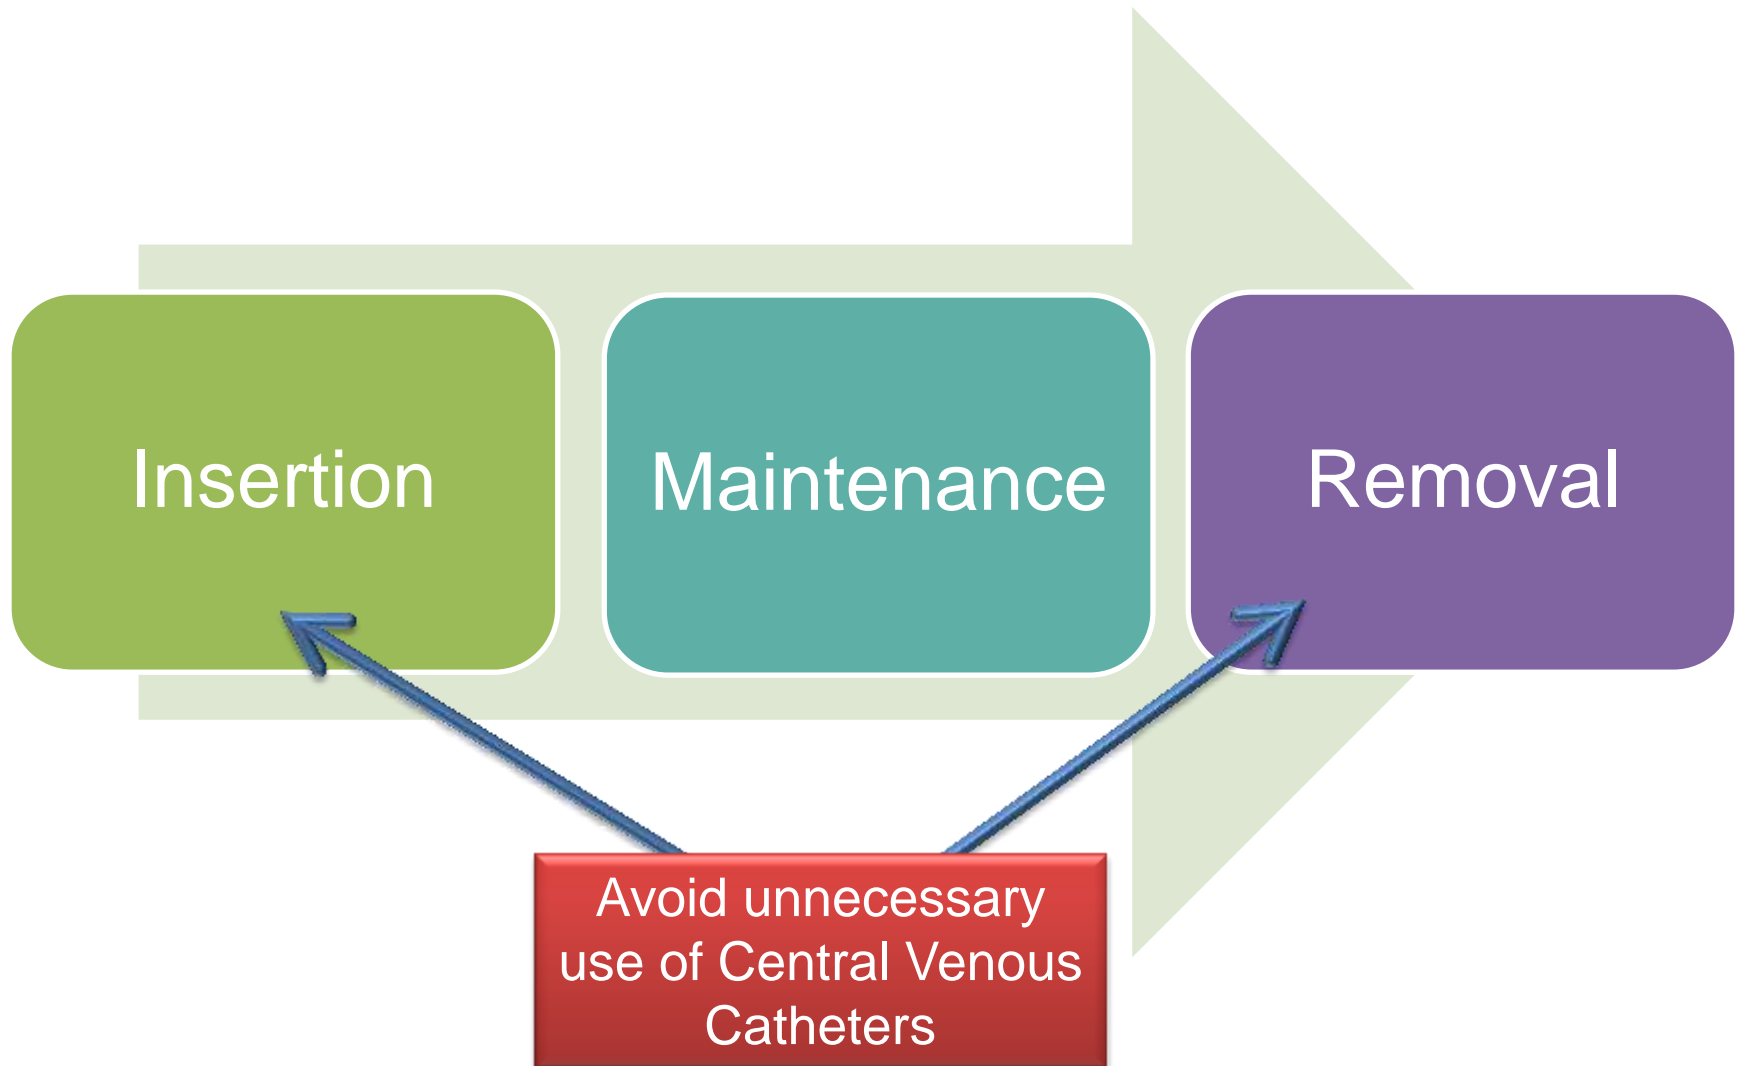 Insertion
Maintenance
Removal
Avoid unnecessary
use of Central Venous
Catheters